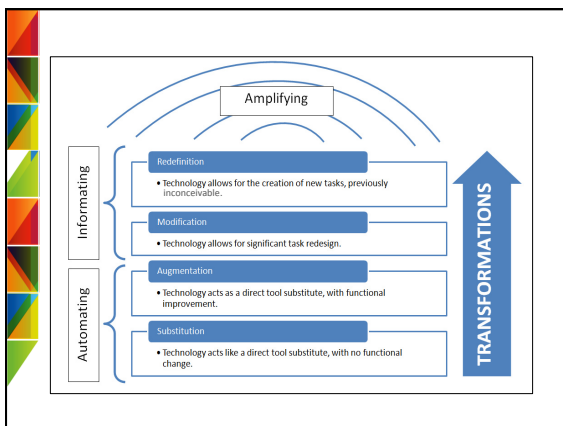 Amplifying
Informating
Redefinition
• Technology allows for the creation of new tasks, previously
inconceivable.
Modification
• Technology allows for significant task redesign.
Automating
Augmentation
• Technology acts as a direct tool substitute, with functional
improvement.
Substitution
• Technology acts like a direct tool substitute, with no functional
change.
TRANSFORMATIONS